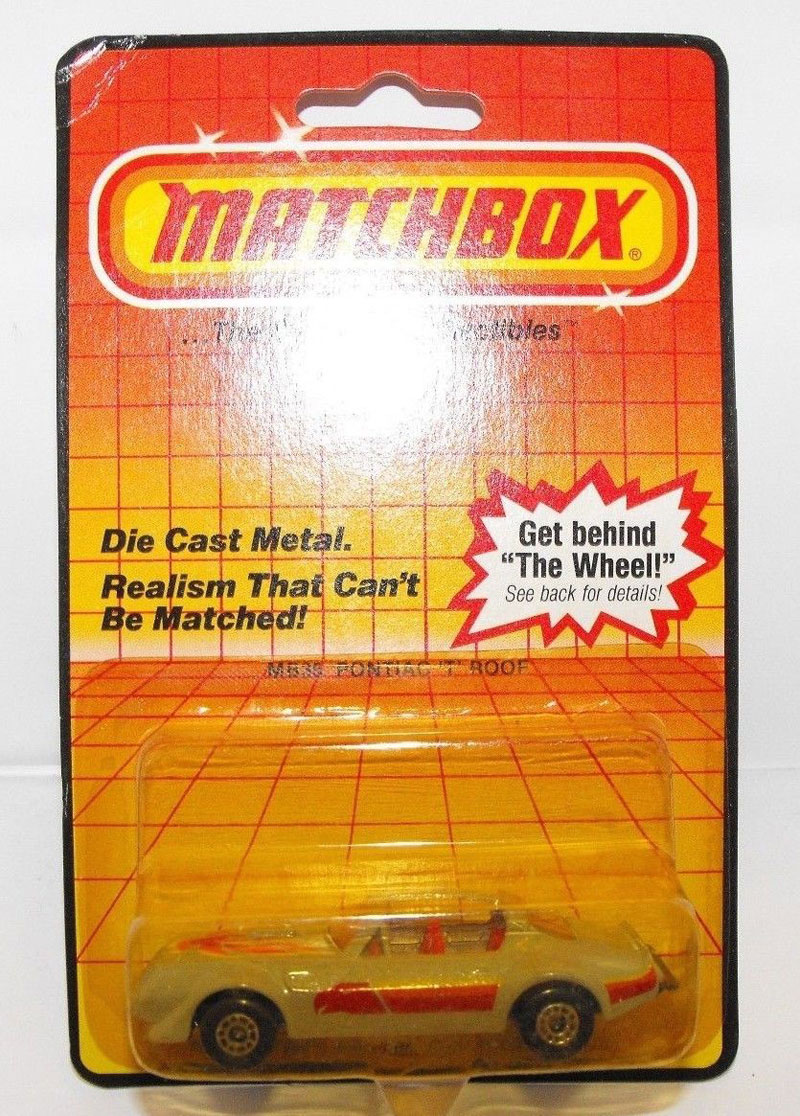 MATCHBOX®
...The
Die Cast Metal.
Realism That Can't
Be Matched!
Get behind
"The Wheel!"
See back for details!
PONTIAC 'T' ROOF